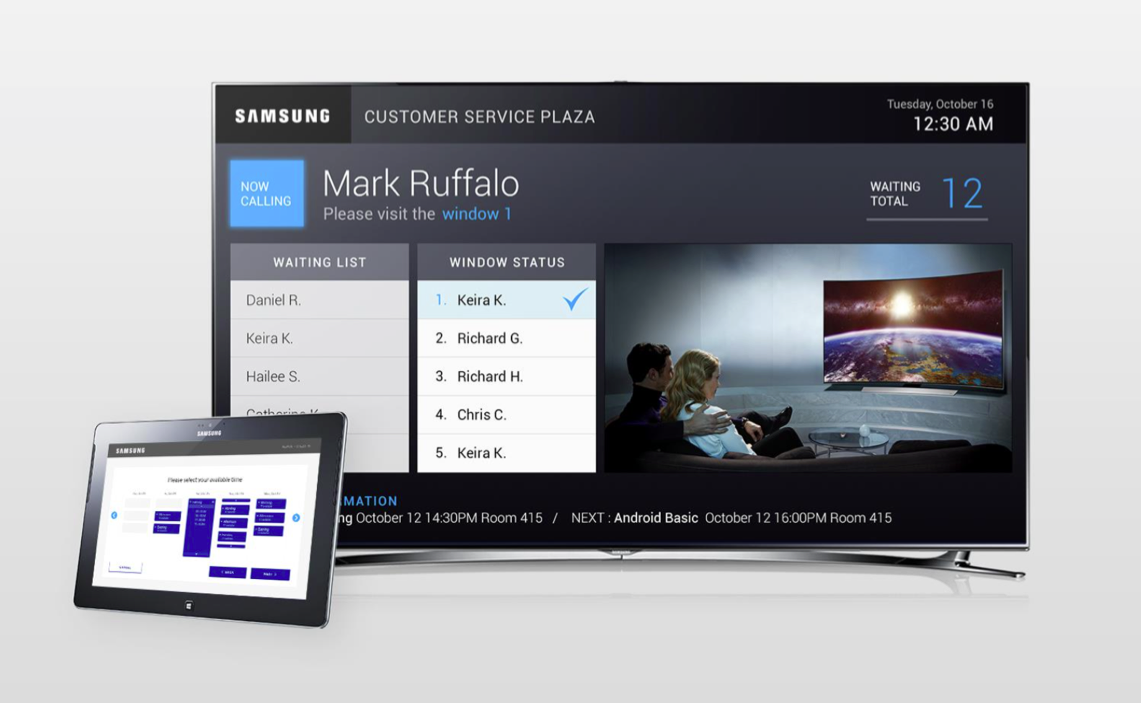 SAMSUNG CUSTOMER SERVICE PLAZA
Tuesday, October 16
12:30 AM
NOW
CALLING
Mark Ruffalo
Please visit the window 1
WAITING
TOTAL
12
WAITING LIST
Daniel R.
Keira K.
Hailee S.
Catherine K.
WINDOW STATUS
1. Keira K.
2. Richard G.
3. Richard H.
4. Chris C.
5. Keira K.
MATION
ng October 12 14:30PM Room 415 / NEXT : Android Basic October 12 16:00PM Room 415
SAMSUNG
SAMSUNG
Please select your available time